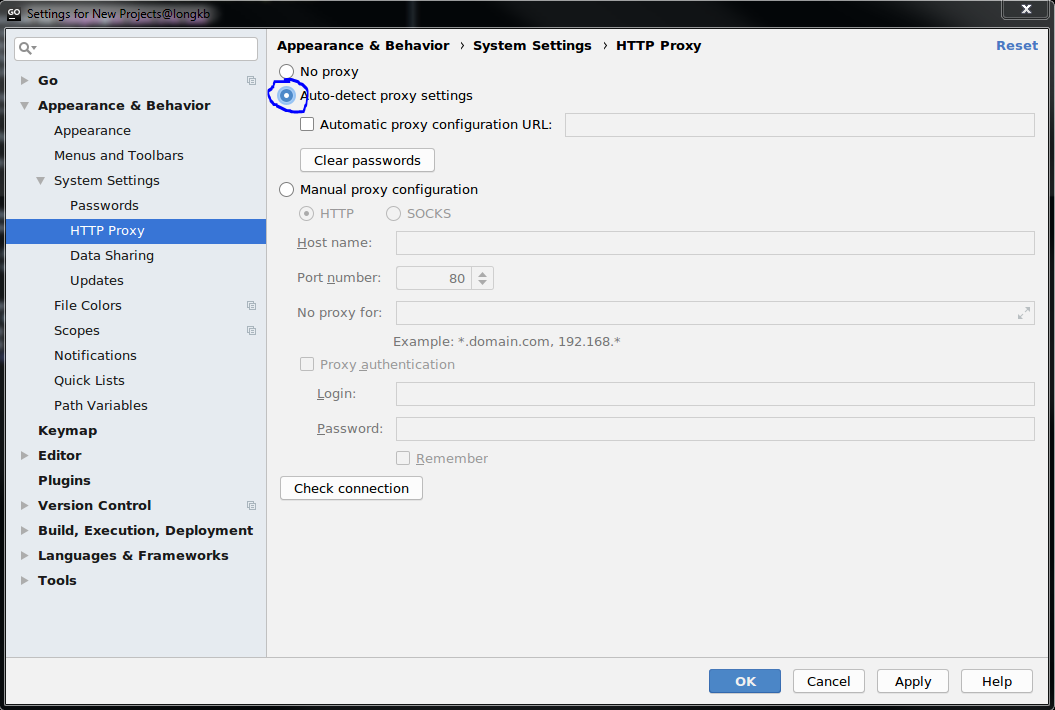 GO Settings for New Projects@longkb
Appearance & Behavior › System Settings › HTTP Proxy
Reset
Go
Appearance & Behavior
Appearance
Menus and Toolbars
System Settings
Passwords
HTTP Proxy
Data Sharing
Updates
File Colors
Scopes
Notifications
Quick Lists
Path Variables
Keymap
Editor
Plugins
Version Control
Build, Execution, Deployment
Languages & Frameworks
Tools
No proxy
Auto-detect proxy settings
Automatic proxy configuration URL:
Clear passwords
Manual proxy configuration
HTTP SOCKS
Host name:
Port number: 80
No proxy for:
Example: *.domain.com, 192.168.*
Proxy authentication
Login:
Password:
Remember
Check connection
OK Cancel Apply Help